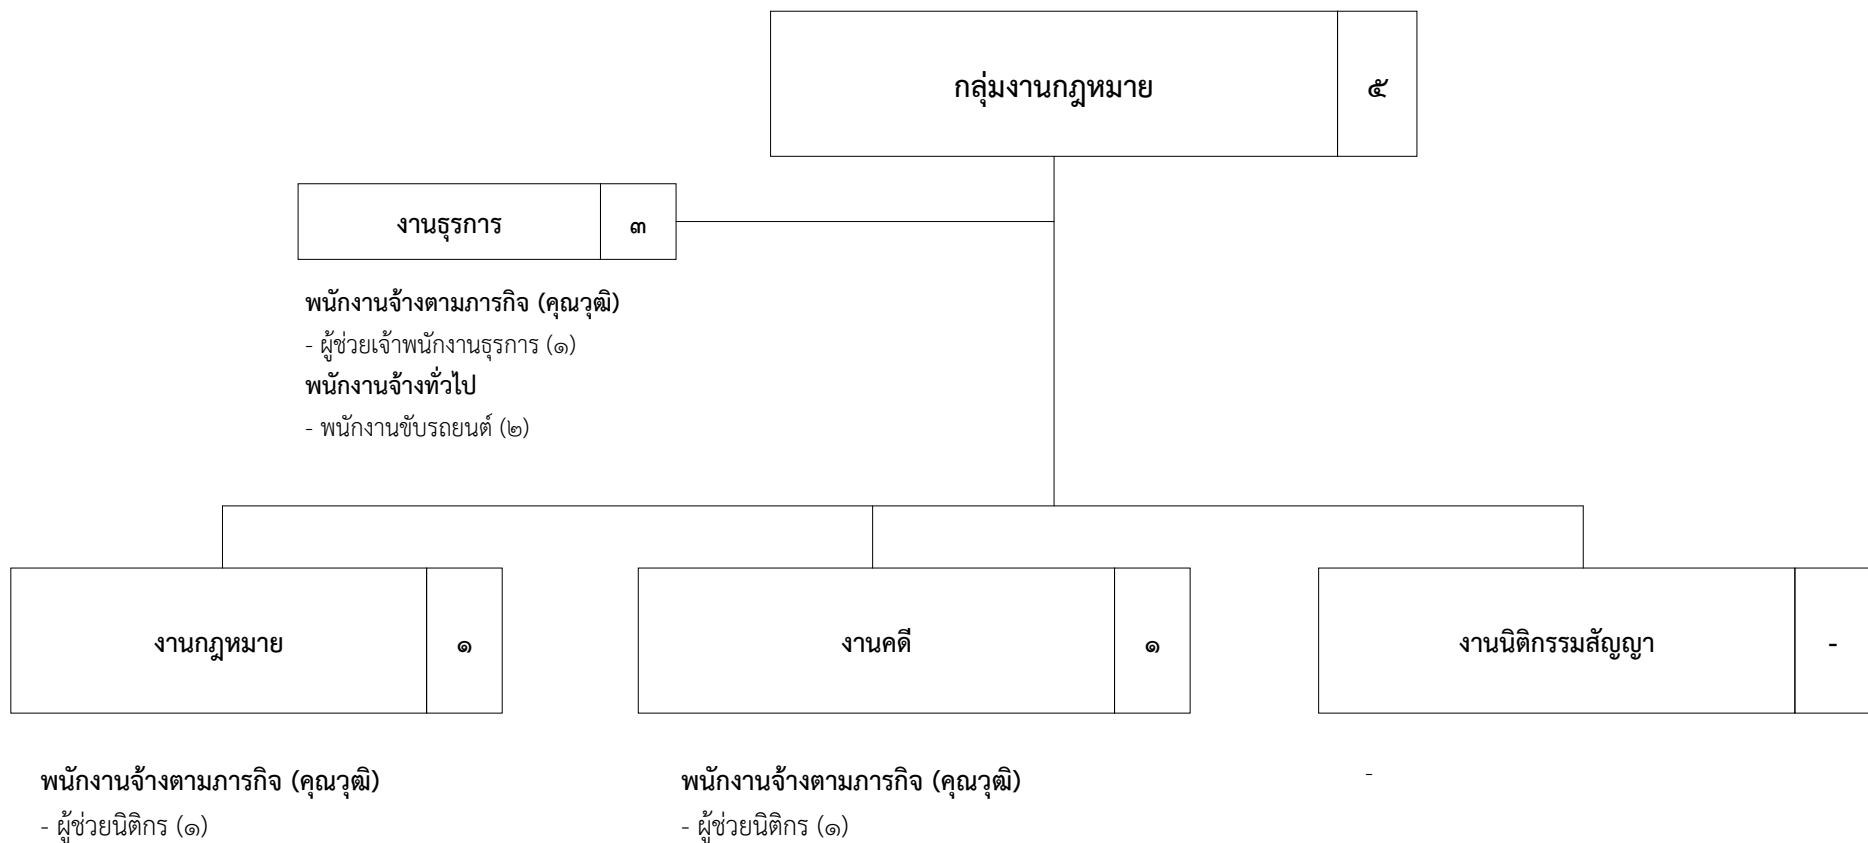 กลุ่มงานกฎหมาย ๕
งานธุรการ ๓
พนักงานจ้างตามภารกิจ (คุณวุฒิ)
- ผู้ช่วยเจ้าพนักงานธุรการ (๑)
พนักงานจ้างทั่วไป
- พนักงานขับรถยนต์ (๒)
งานกฎหมาย ๑
งานคดี ๑
งานนิติกรรมสัญญา -
พนักงานจ้างตามภารกิจ (คุณวุฒิ)
- ผู้ช่วยนิติกร (๑)
พนักงานจ้างตามภารกิจ (คุณวุฒิ)
- ผู้ช่วยนิติกร (๑)
-